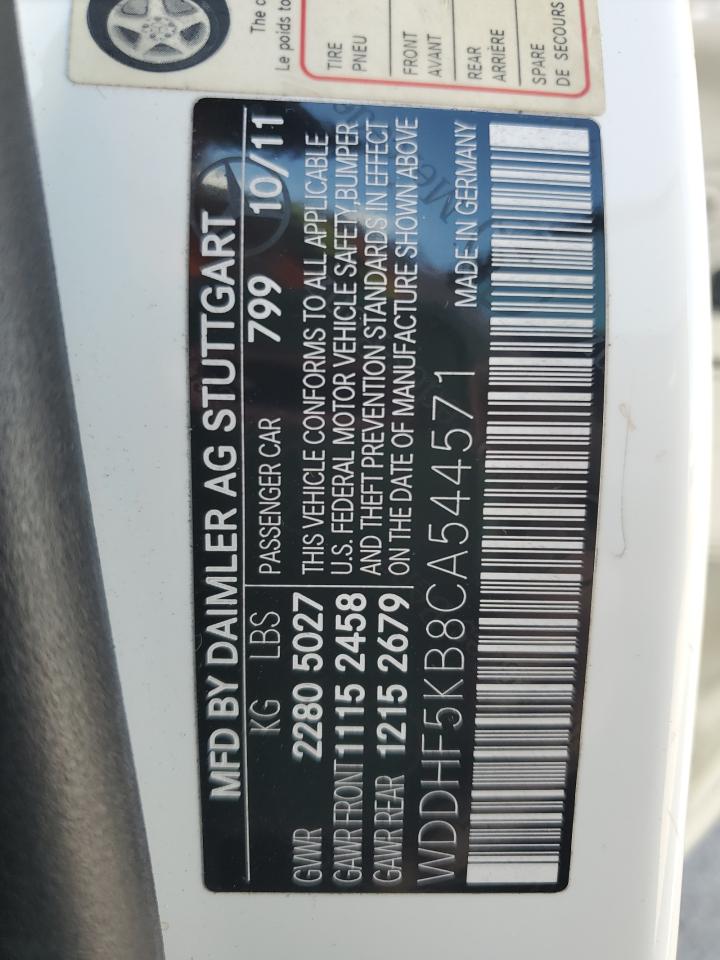 The c
Le poids to
TIRE
PNEU
FRONT
AVANT
REAR
ARRIÈRE
SPARE
DE SECOURS
MFD BY DAIMLER AG STUTTGART
KG LBS PASSENGER CAR 799 10/11
GVWR 2280 5027
GAWR FRONT 1115 2458
GAWR REAR 1215 2679
THIS VEHICLE CONFORMS TO ALL APPLICABLE
U.S. FEDERAL MOTOR VEHICLE SAFETY, BUMPER
AND THEFT PREVENTION STANDARDS IN EFFECT
ON THE DATE OF MANUFACTURE SHOWN ABOVE
WDDHF5KB8CA544571 MADE IN GERMANY